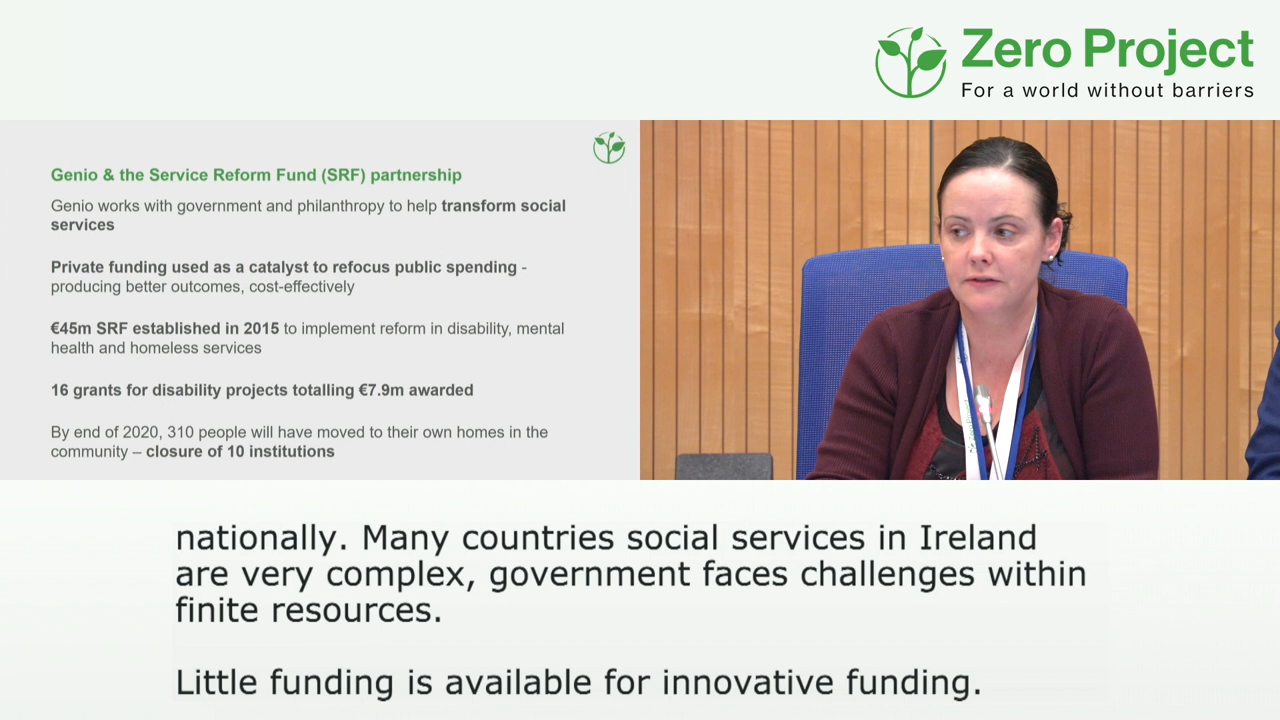 Zero Project
For a world without barriers
Genio & the Service Reform Fund (SRF) partnership
Genio works with government and philanthropy to help transform social
services
Private funding used as a catalyst to refocus public spending -
producing better outcomes, cost-effectively
€45m SRF established in 2015 to implement reform in disability, mental
health and homeless services
16 grants for disability projects totalling €7.9m awarded
By end of 2020, 310 people will have moved to their own homes in the
community – closure of 10 institutions
nationally. Many countries social services in Ireland
are very complex, government faces challenges within
finite resources.
Little funding is available for innovative funding.